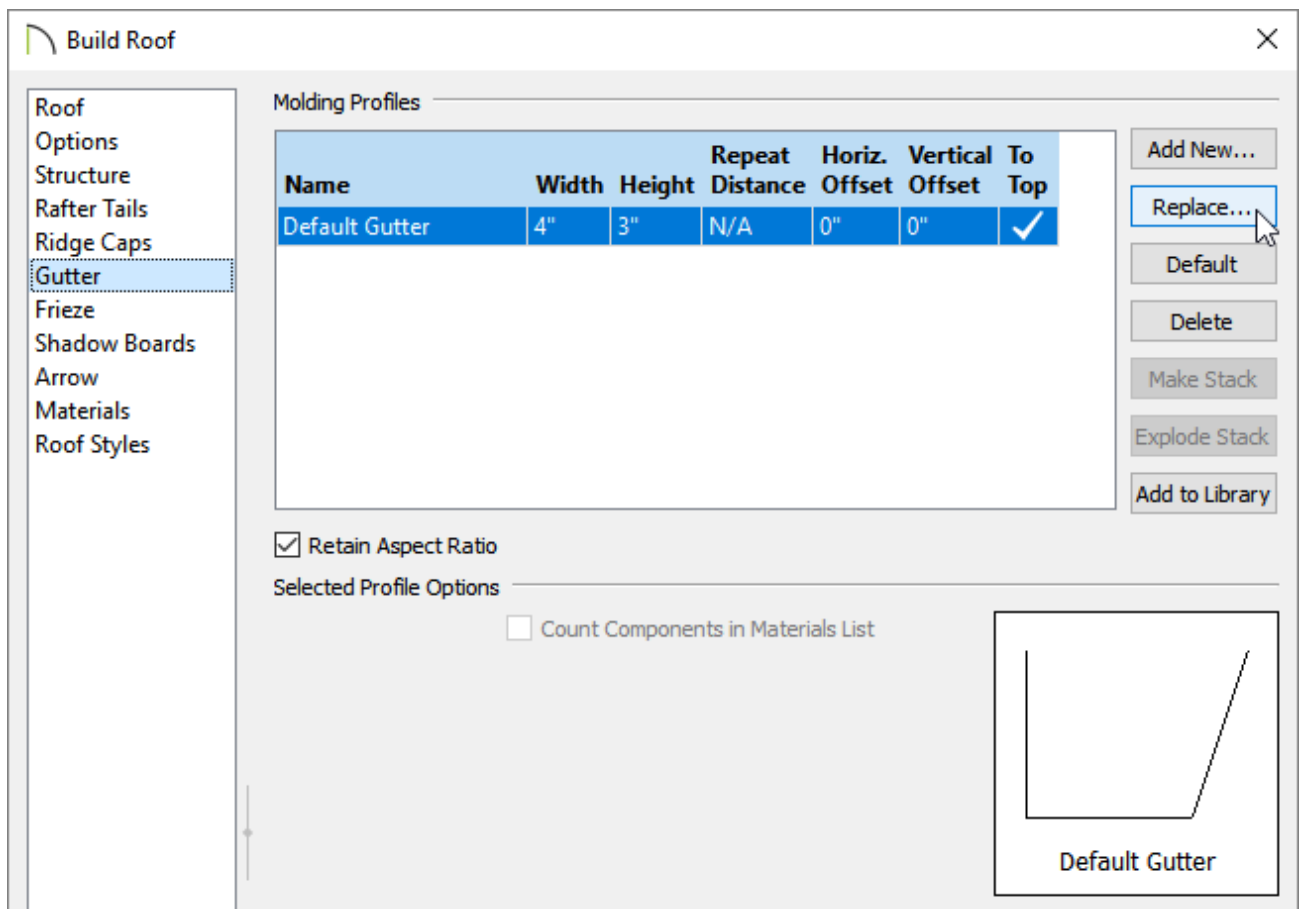 Build Roof
Roof
Options
Structure
Rafter Tails
Ridge Caps
Gutter
Frieze
Shadow Boards
Arrow
Materials
Roof Styles
Molding Profiles
Repeat Horiz. Vertical To
Name Width Height Distance Offset Offset Top
Default Gutter 4" 3" N/A 0" 0"
Add New...
Replace...
Default
Delete
Make Stack
Explode Stack
Add to Library
Retain Aspect Ratio
Selected Profile Options
Count Components in Materials List
Default Gutter